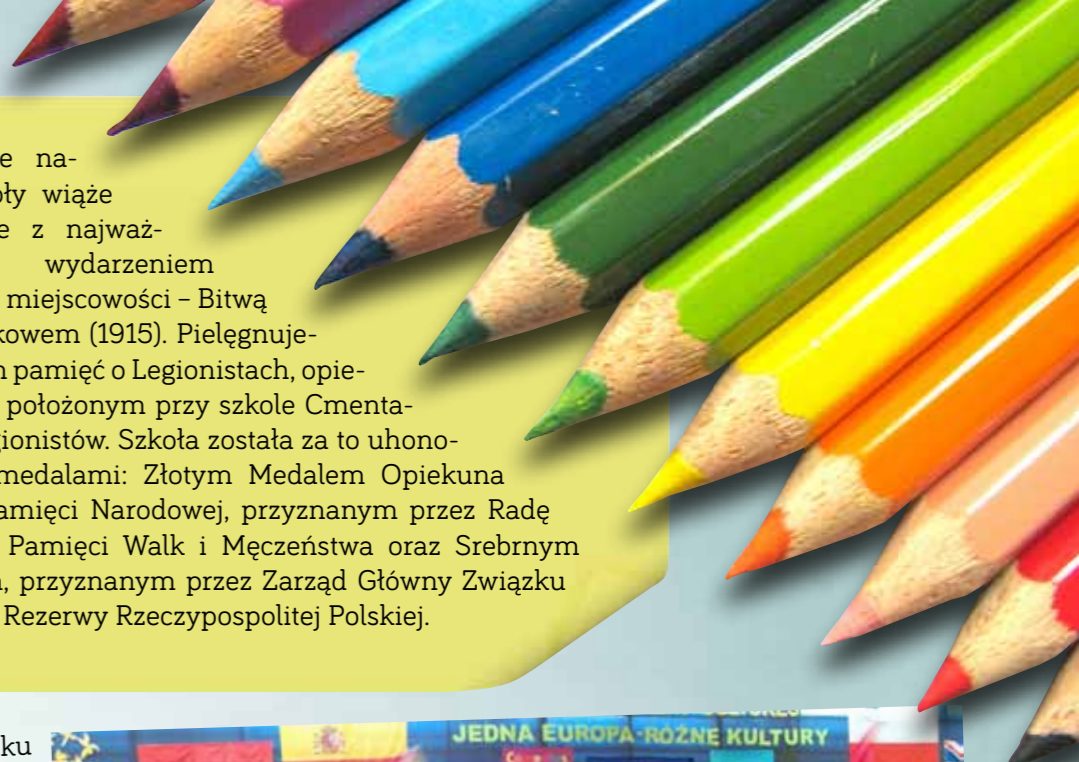 e na-
oły wiąże
e z najważ-
wydarzeniem
miejscowości – Bitwą
kowem (1915). Pielęgnuje-
m pamięć o Legionistach, opie-
położonym przy szkole Cmenta-
gionistów. Szkoła została za to uhono-
medalami: Złotym Medalem Opiekuna
amięci Narodowej, przyznanym przez Radę
Pamięci Walk i Męczeństwa oraz Srebrnym
, przyznanym przez Zarząd Główny Związku
Rezerwy Rzeczypospolitej Polskiej.
ku
JEDNA EUROPA-RÓŻNE KULTURY